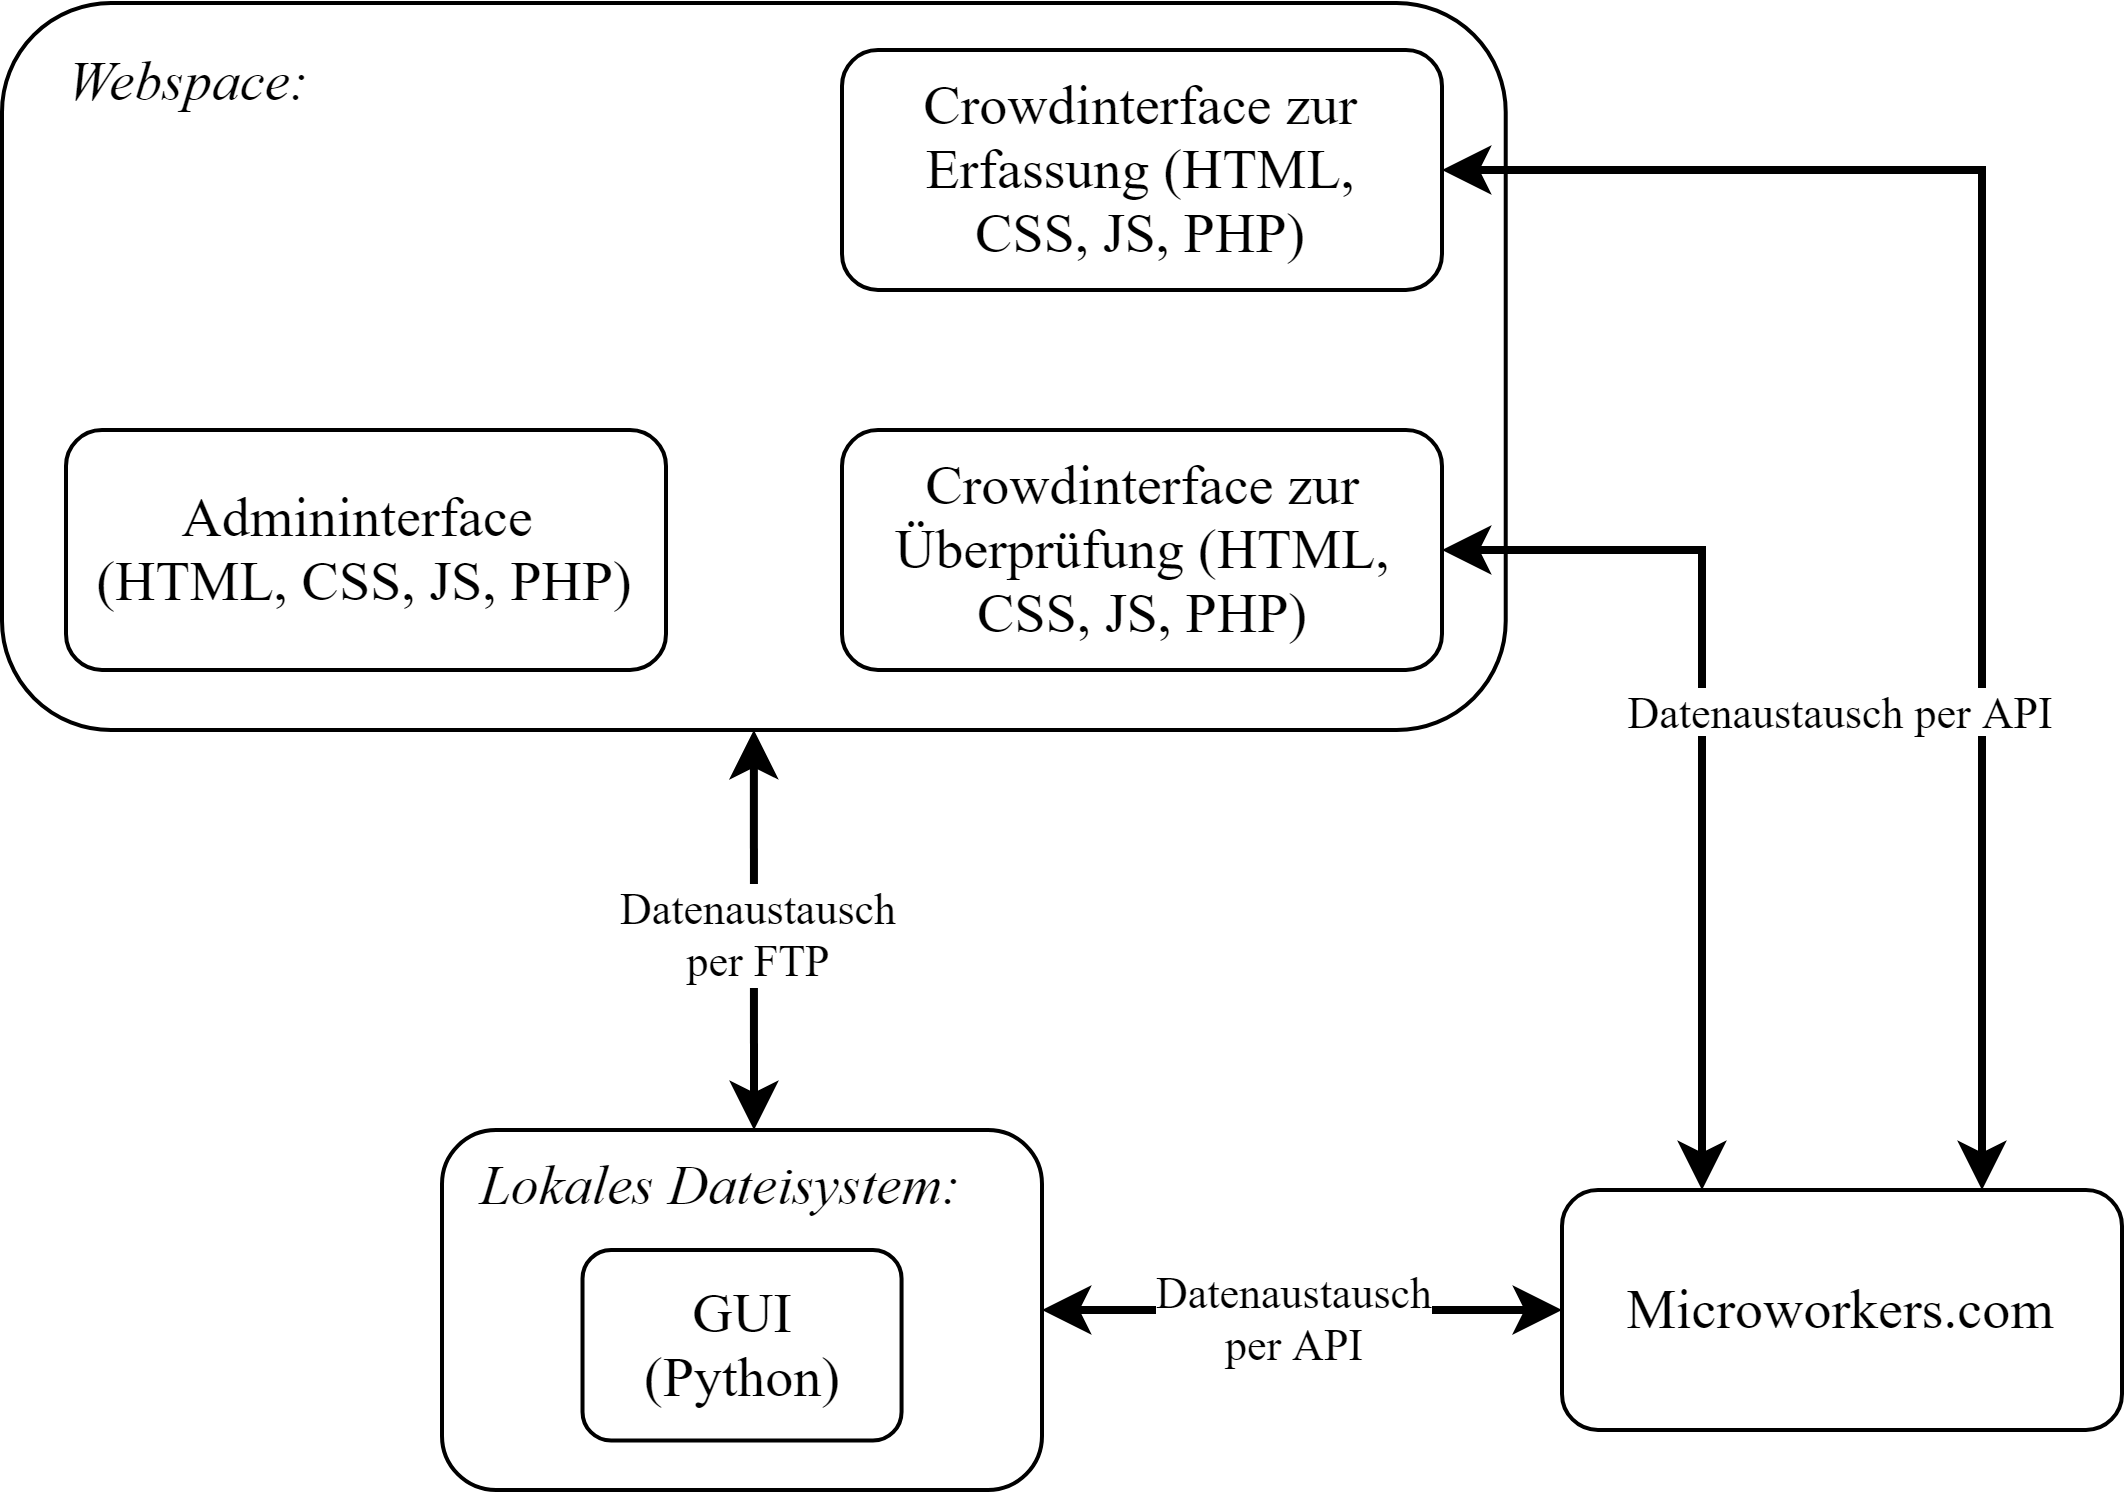 Webspace:
Crowdinterface zur
Erfassung (HTML,
CSS, JS, PHP)
Admininterface
(HTML, CSS, JS, PHP)
Crowdinterface zur
Überprüfung (HTML,
CSS, JS, PHP)
Datenaustausch per API
Datenaustausch
per FTP
Lokales Dateisystem:
GUI
(Python)
Datenaustausch
per API
Microworkers.com